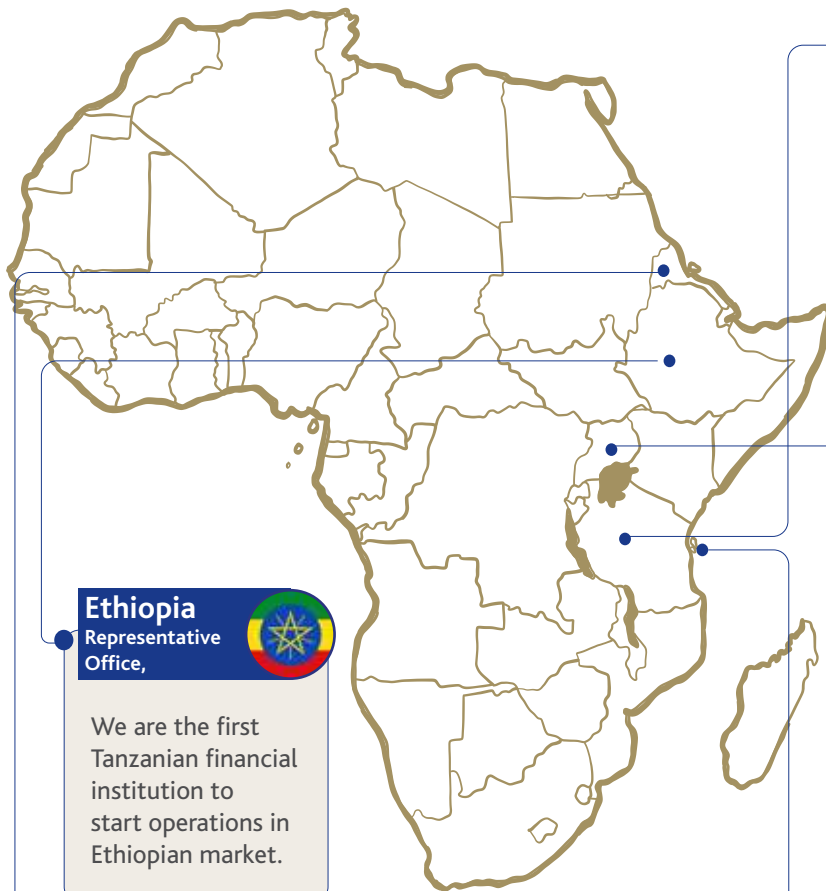 Ethiopia
Representative
Office,
We are the first
Tanzanian financial
institution to
start operations in
Ethiopian market.